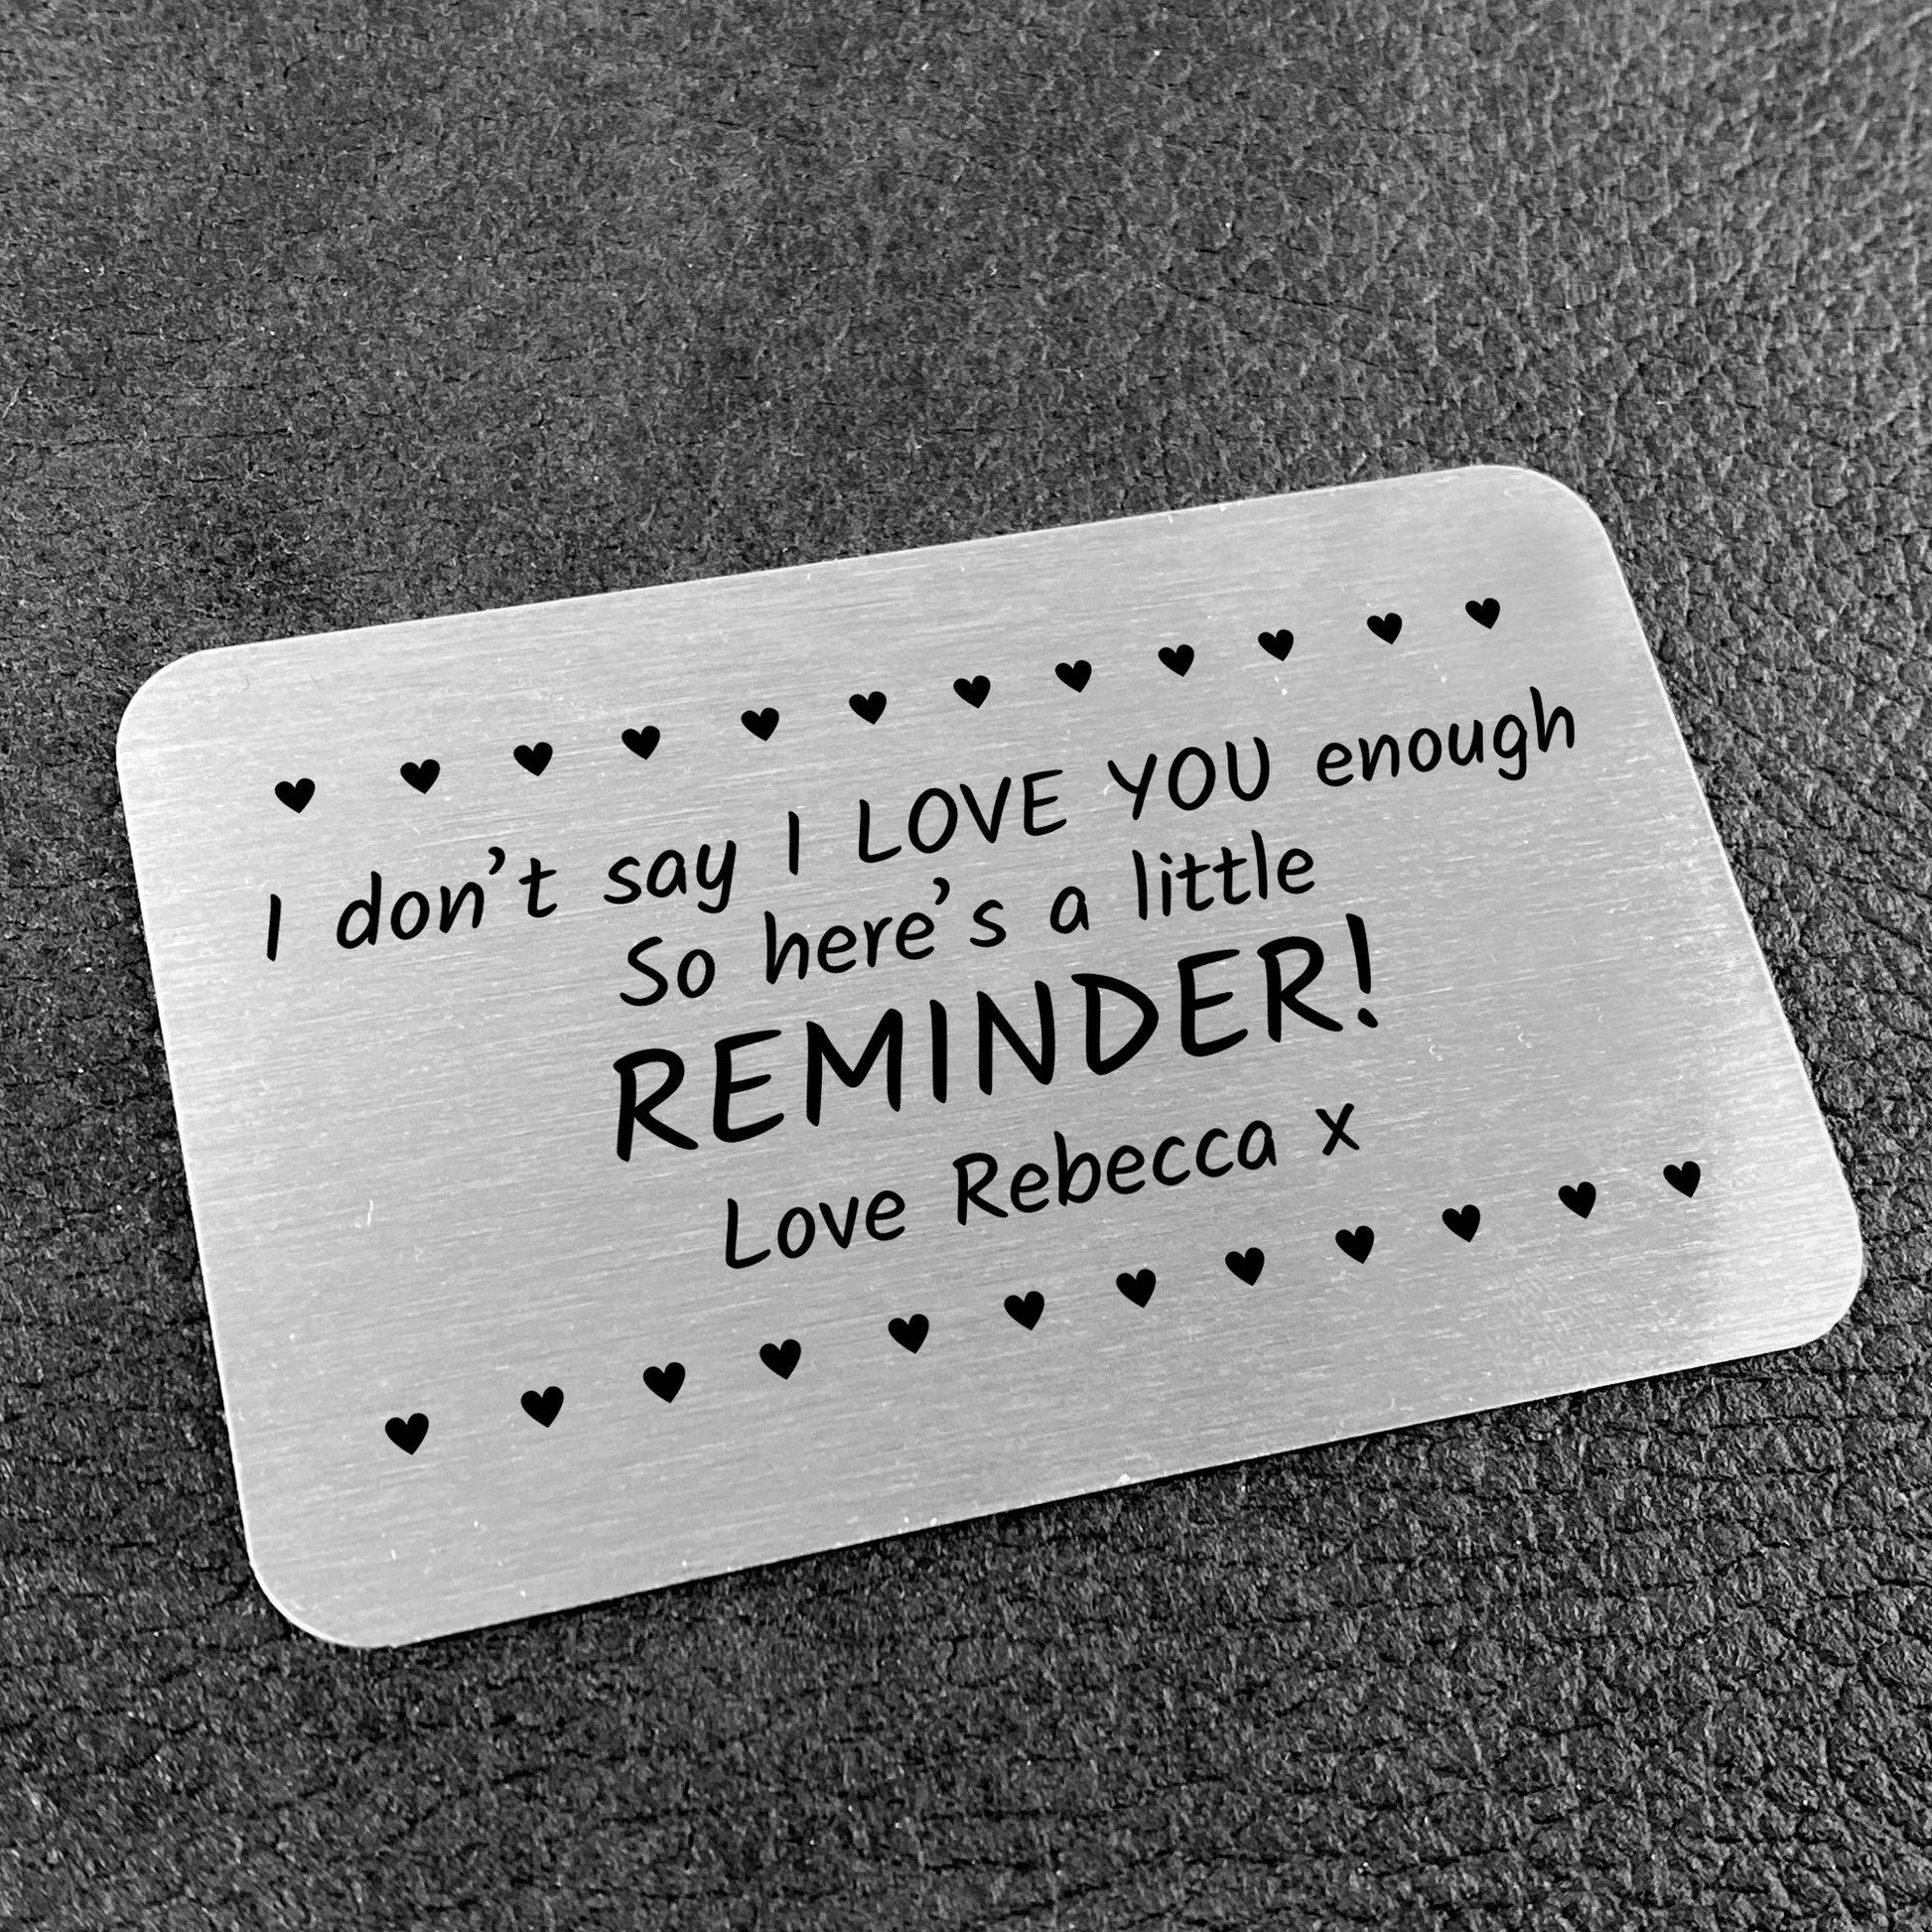 I don't say I LOVE YOU enough
So here's a little
REMINDER!
Love Rebecca x